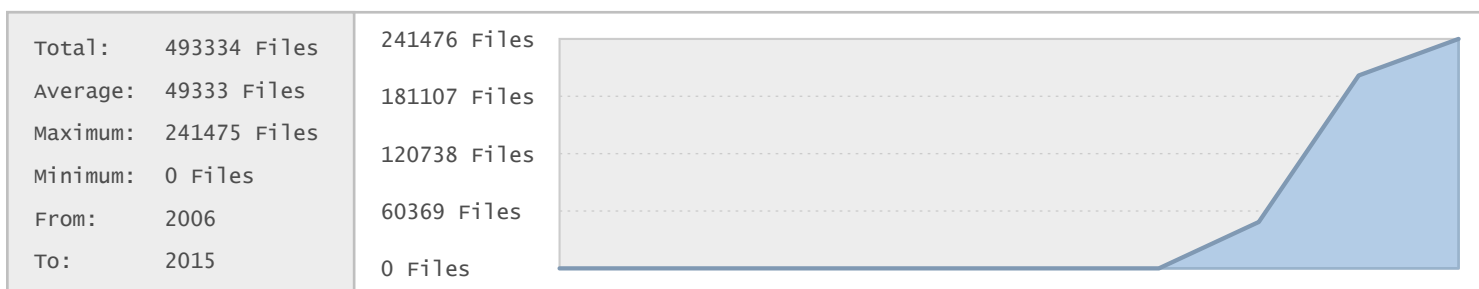 Total: 493334 Files
Average: 49333 Files
Maximum: 241475 Files
Minimum: 0 Files
From: 2006
To: 2015
241476 Files
181107 Files
120738 Files
60369 Files
0 Files